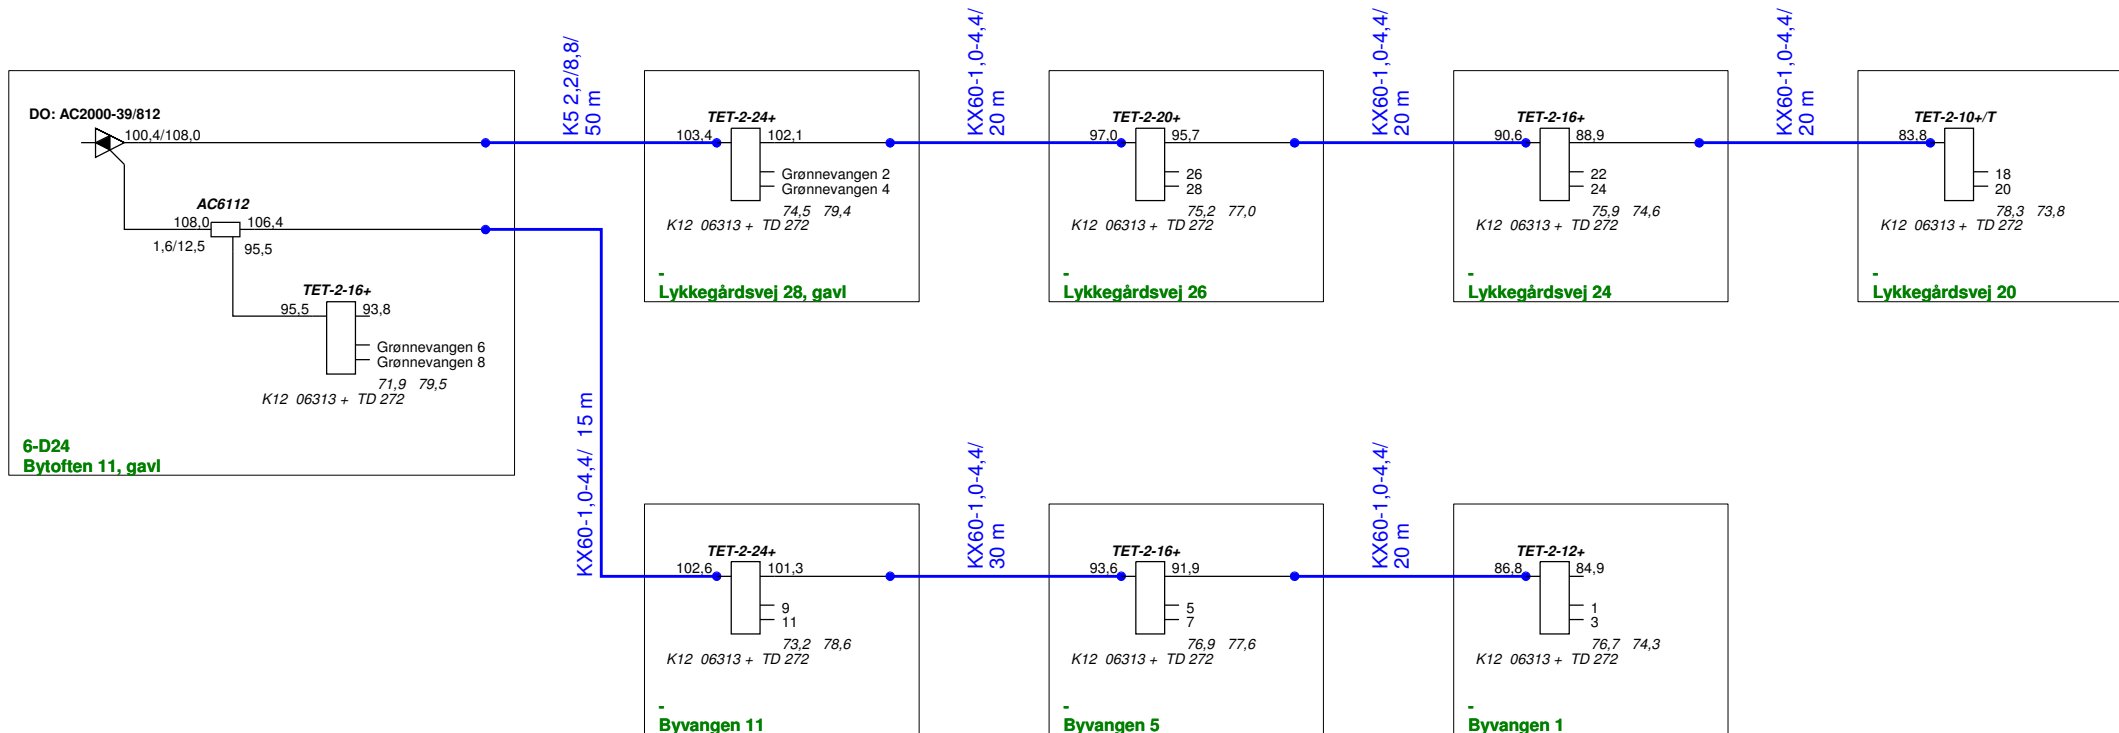 DO: AC2000-39/812
100,4/108,0
AC6112
108,0 106,4
1,6/12,5 95,5
TET-2-16+
95,5 93,8
Grønnevangen 6
Grønnevangen 8
71,9 79,5
K12 06313 + TD 272
6-D24
Bytoften 11, gavl
K5 2,2/8,8/
50 m
TET-2-24+
103,4 102,1
Grønnevangen 2
Grønnevangen 4
74,5 79,4
K12 06313 + TD 272
-
Lykkegårdsvej 28, gavl
KX60-1,0-4,4/
20 m
TET-2-20+
97,0 95,7
26
28
75,2 77,0
K12 06313 + TD 272
-
Lykkegårdsvej 26
KX60-1,0-4,4/
20 m
TET-2-16+
90,6 88,9
22
24
75,9 74,6
K12 06313 + TD 272
-
Lykkegårdsvej 24
KX60-1,0-4,4/
20 m
TET-2-10+/T
83,8
18
20
78,3 73,8
K12 06313 + TD 272
-
Lykkegårdsvej 20
KX60-1,0-4,4/ 15 m
TET-2-24+
102,6 101,3
9
11
73,2 78,6
K12 06313 + TD 272
-
Byvangen 11
KX60-1,0-4,4/
30 m
TET-2-16+
93,6 91,9
5
7
76,9 77,6
K12 06313 + TD 272
-
Byvangen 5
KX60-1,0-4,4/
20 m
TET-2-12+
86,8 84,9
1
3
76,7 74,3
K12 06313 + TD 272
-
Byvangen 1